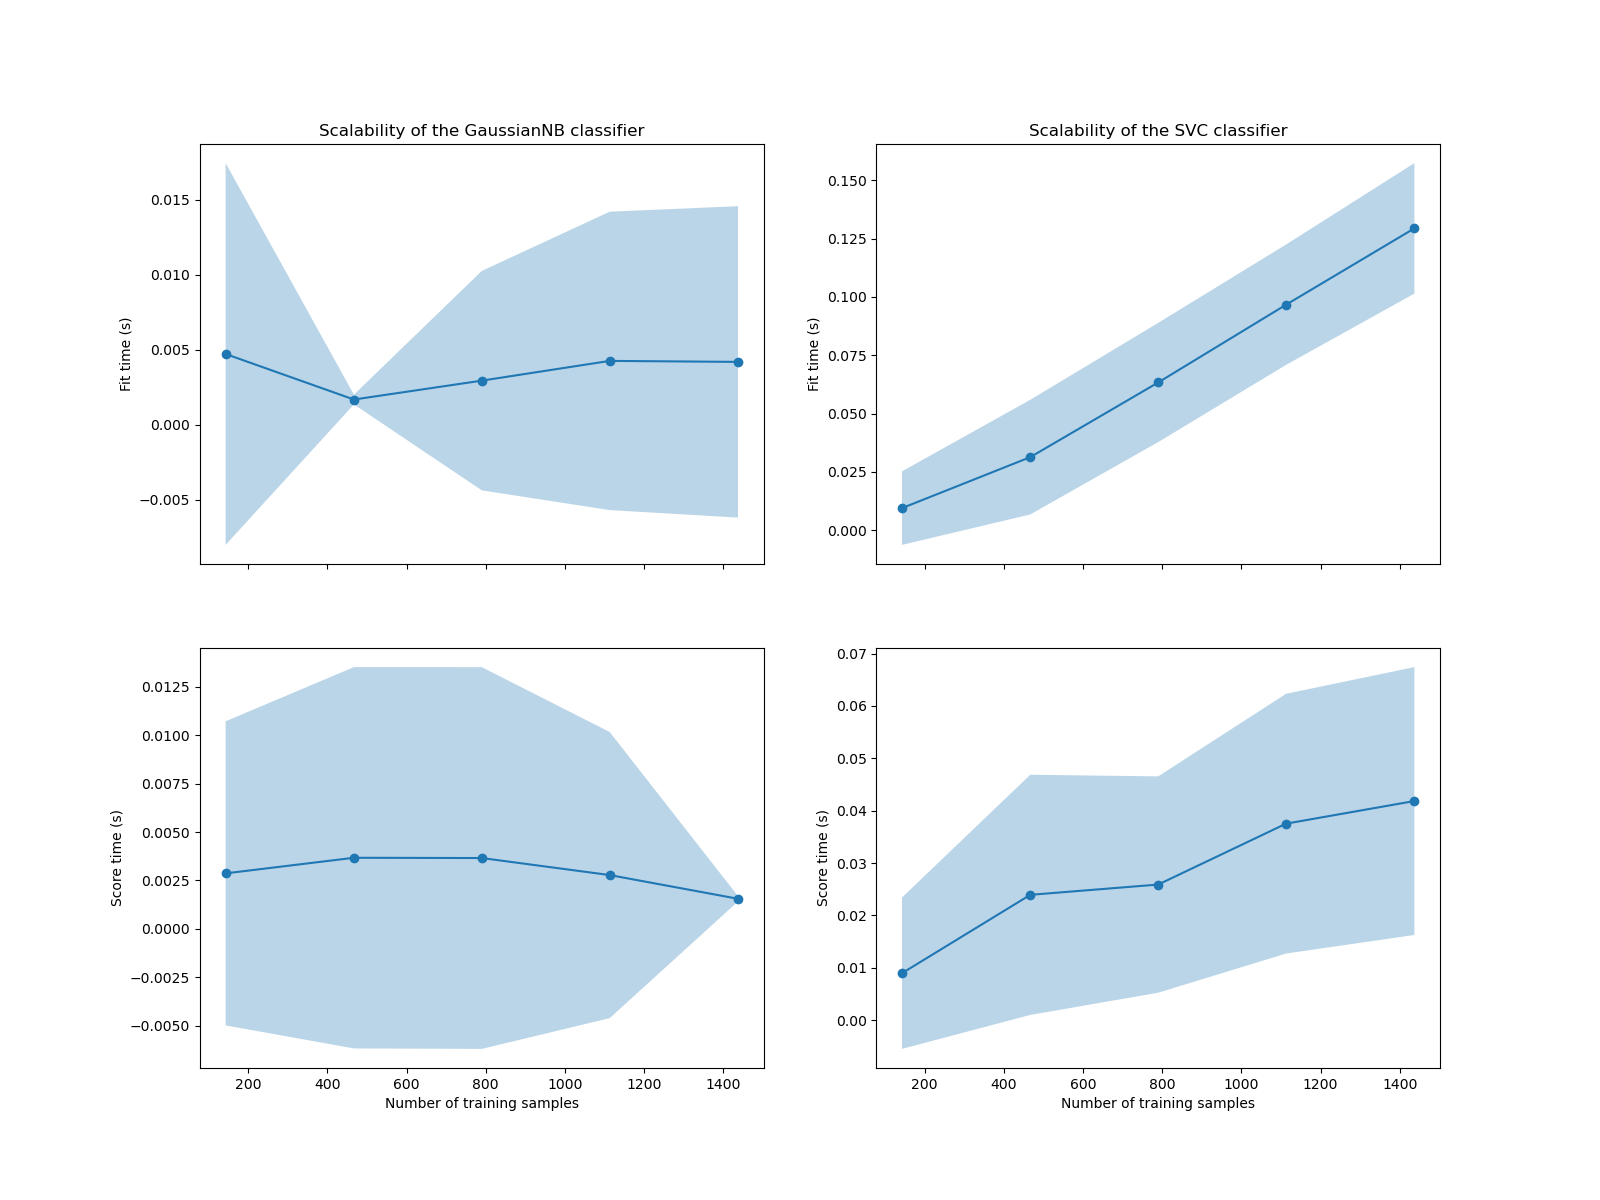 Scalability of the GaussianNB classifier
Fit time (s)
0.015
0.010
0.005
0.000
−0.005
Scalability of the SVC classifier
Fit time (s)
0.150
0.125
0.100
0.075
0.050
0.025
0.000
Score time (s)
0.0125
0.0100
0.0075
0.0050
0.0025
0.0000
−0.0025
−0.0050
200 400 600 800 1000 1200 1400
Number of training samples
Score time (s)
0.07
0.06
0.05
0.04
0.03
0.02
0.01
0.00
200 400 600 800 1000 1200 1400
Number of training samples